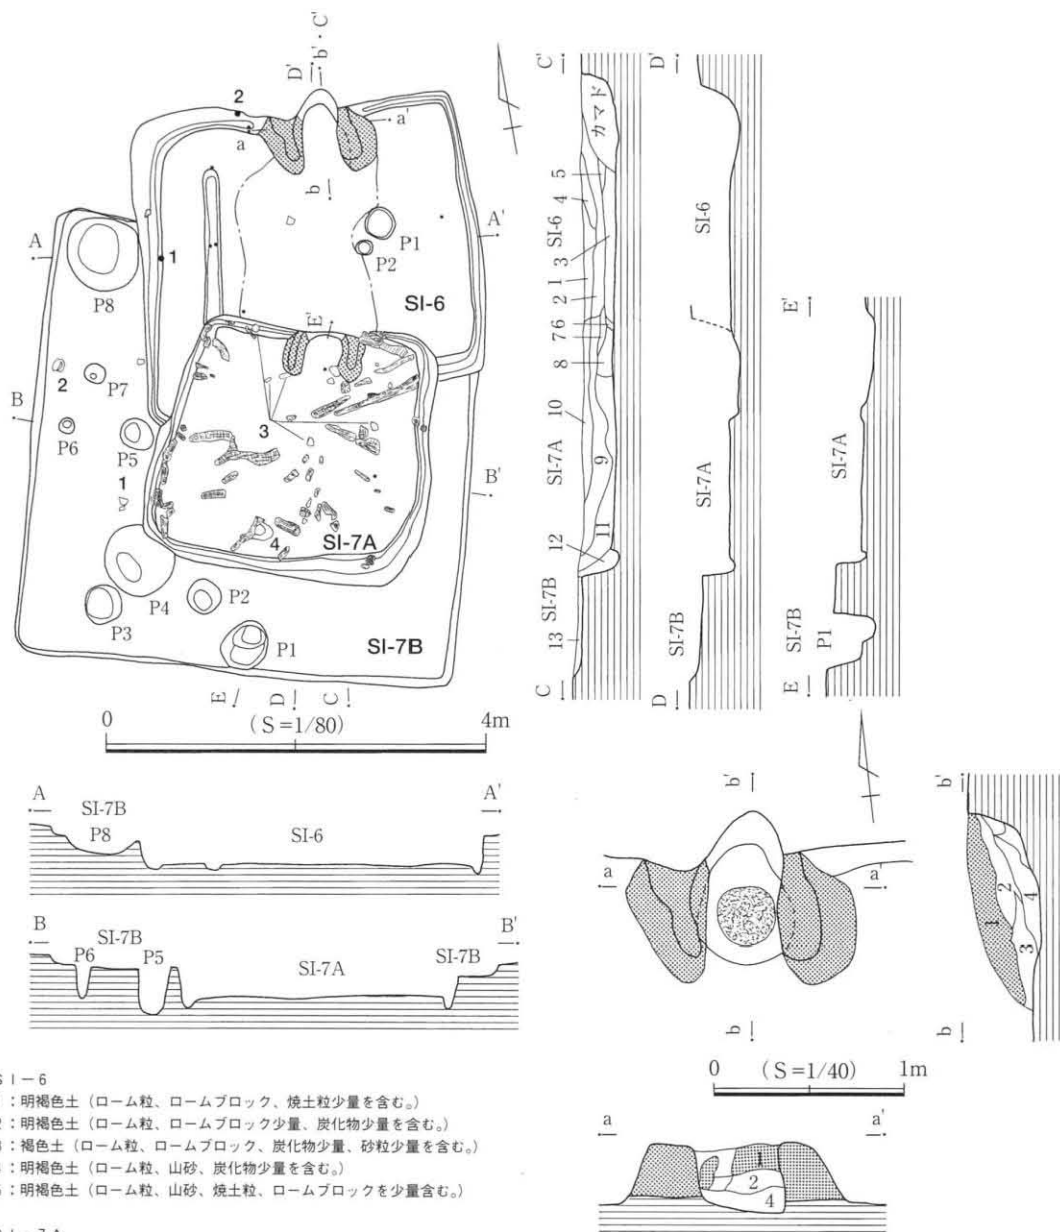 b'・C'
D'
2
a
a'
b
A
A'
P8
1
P1
P2
SI-6
E'
2
P7
B
P6
P5
3
1
B'
4
SI-7A
P4
P2
P3
P1
SI-7B
E
D
C
0
(S=1/80)
4m
C'
カマド
5
4
SI-6
3
1
2
76
8
10
SI-7A
9
11
12
SI-7B
13
C
D'
SI-6
SI-7A
SI-7B
D
E'
SI-7A
SI-7B
P1
E
A
A'
SI-7B
P8
SI-6
B
B'
SI-7B
P6
P5
SI-7A
SI-7B
b'
a
a'
b
b'
1
2
4
3
b
0
(S=1/40)
1m
a
a'
1
2
4
SI－6
：明褐色土（ローム粒、ロームブロック、焼土粒少量を含む。）
：明褐色土（ローム粒、ロームブロック少量、炭化物少量を含む。）
：褐色土（ローム粒、ロームブロック、炭化物少量、砂粒少量を含む。）
：明褐色土（ローム粒、山砂、炭化物少量を含む。）
：明褐色土（ローム粒、山砂、焼土粒、ロームブロックを少量含む。）